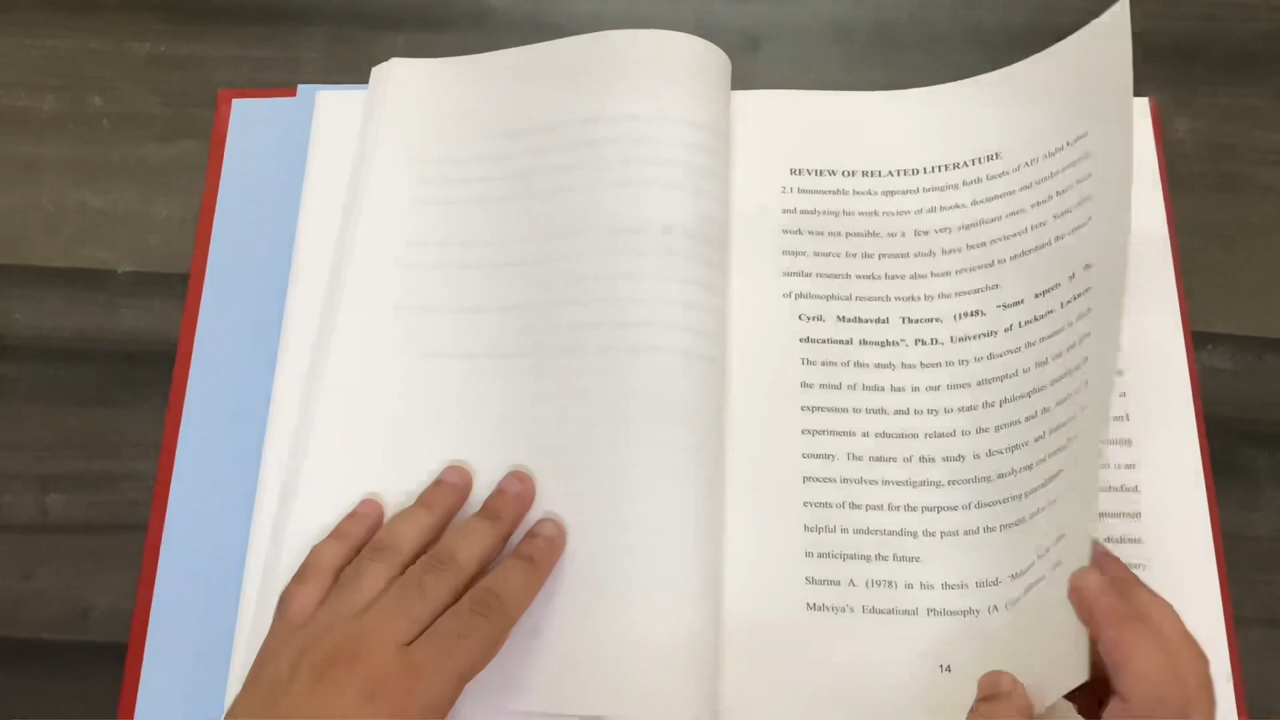 REVIEW OF RELATED LITERATURE
2.1 Innumerable books appeared bringing forth facets of APJ Abdul Kalam
and analyzing his work review of all books, documents and similar
work was not possible, so a few very significant ones, which have been
major, source for the present study have been reviewed here. Some
similar research works have also been reviewed to understand the
of philosophical research works by the researcher.
Cyril, Madhavdal Thacore, (1948), "Some aspects of the
educational thoughts", Ph.D., University of Lucknow, Lucknow.
The aim of this study has been to try to discover the manner in which
the mind of India has in our times attempted to find out and give
expression to truth, and to try to state the philosophies
experiments at education related to the genius and the
country. The nature of this study is descriptive and
process involves investigating, recording, analyzing and
events of the past for the purpose of discovering
helpful in understanding the past and the present, and
in anticipating the future.
Sharma A. (1978) in his thesis titled-
Malviya's Educational Philosophy (A
14
at
and
is an
studied,
students